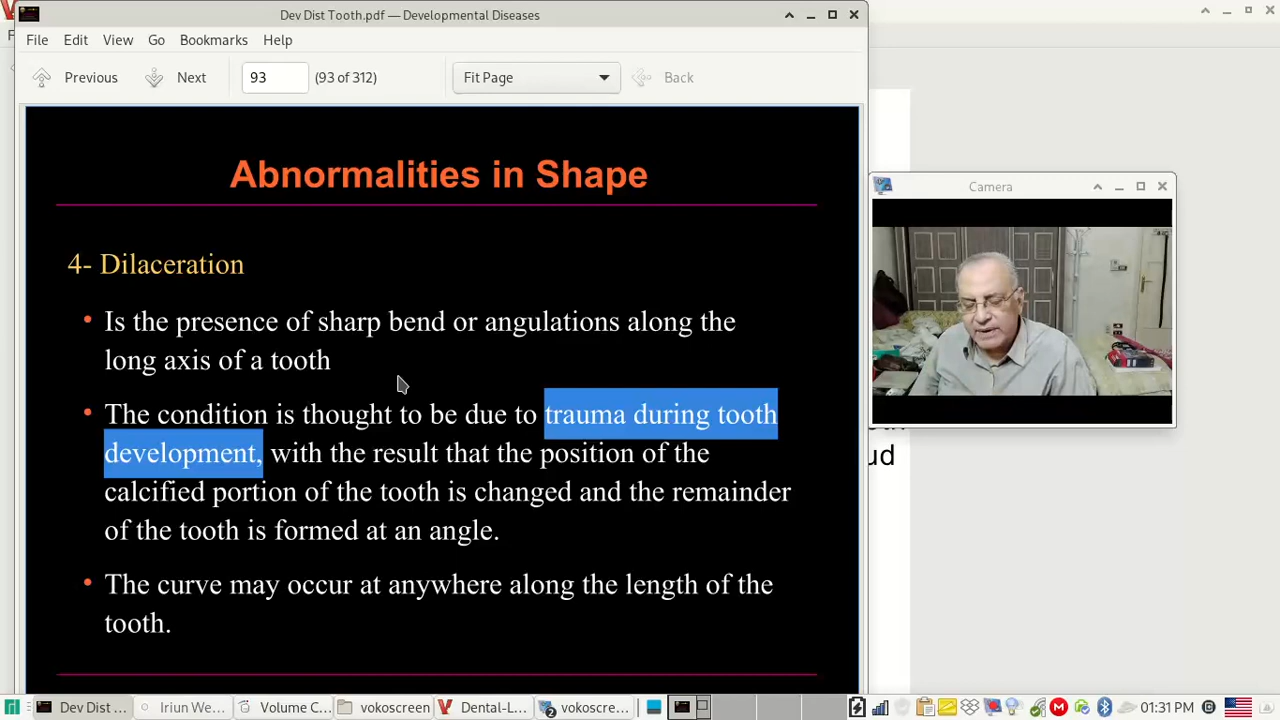 Dev Dist Tooth.pdf — Developmental Diseases
File Edit View Go Bookmarks Help
Previous Next 93 (93 of 312) Fit Page Back
Abnormalities in Shape
4- Dilaceration
• Is the presence of sharp bend or angulations along the
long axis of a tooth
• The condition is thought to be due to trauma during tooth
development, with the result that the position of the
calcified portion of the tooth is changed and the remainder
of the tooth is formed at an angle.
• The curve may occur at anywhere along the length of the
tooth.
Camera
ud
Dev Dist ... riun We... Volume C... vokoscreen Dental-L... vokoscre... 01:31 PM